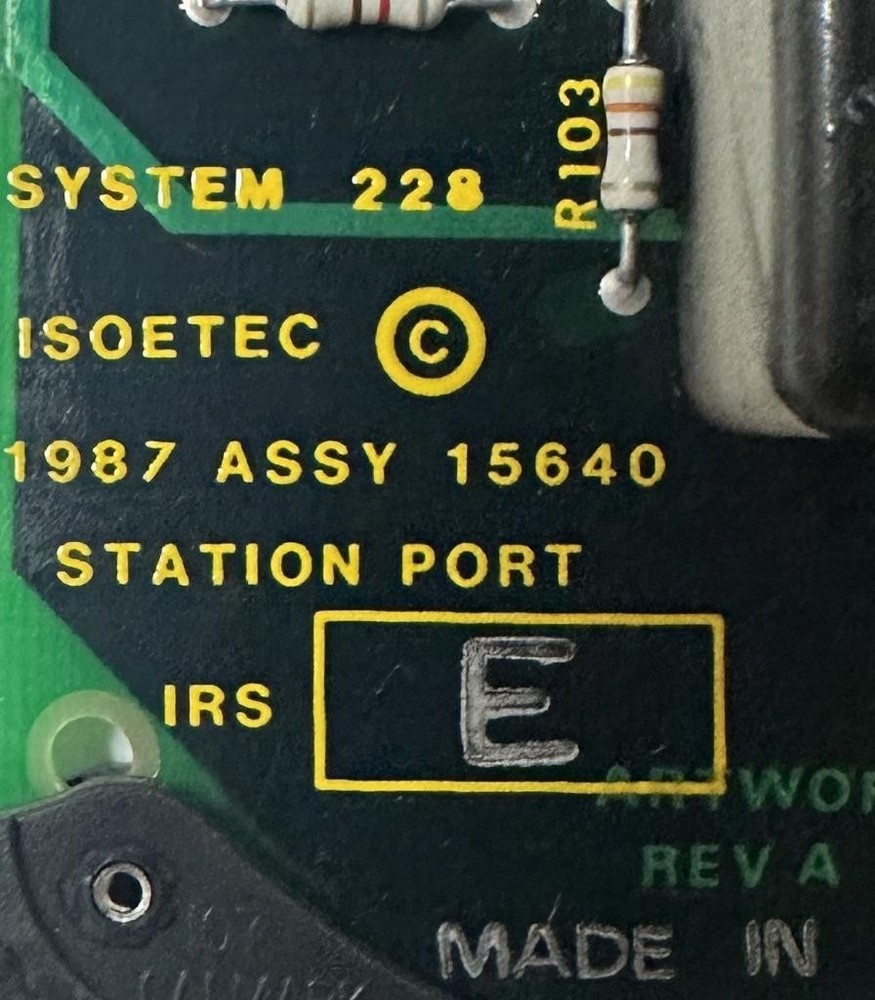 R103
SYSTEM 228
ISOETEC ©
1987 ASSY 15640
STATION PORT
IRS E
REV A
MADE IN